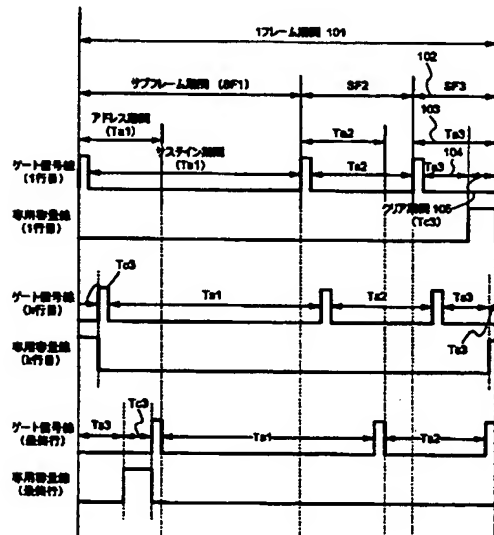 1フレーム期間 101
102
サブフレーム期間 (SF1)
SF2
SF3
103
アドレス期間
(Ta1)
Ta2
Ta3
サステイン期間
(Ts1)
104
ゲート信号線
(1行目)
Ta2
Ts3
クリア期間 105
(Tc3)
専用容量線
(1行目)
Tc3
ゲート信号線
(k行目)
Ts1
Ts2
Ts3
専用容量線
(k行目)
Tc3
Ts3
Tc3
ゲート信号線
(最終行)
Ts1
Ts2
専用容量線
(最終行)